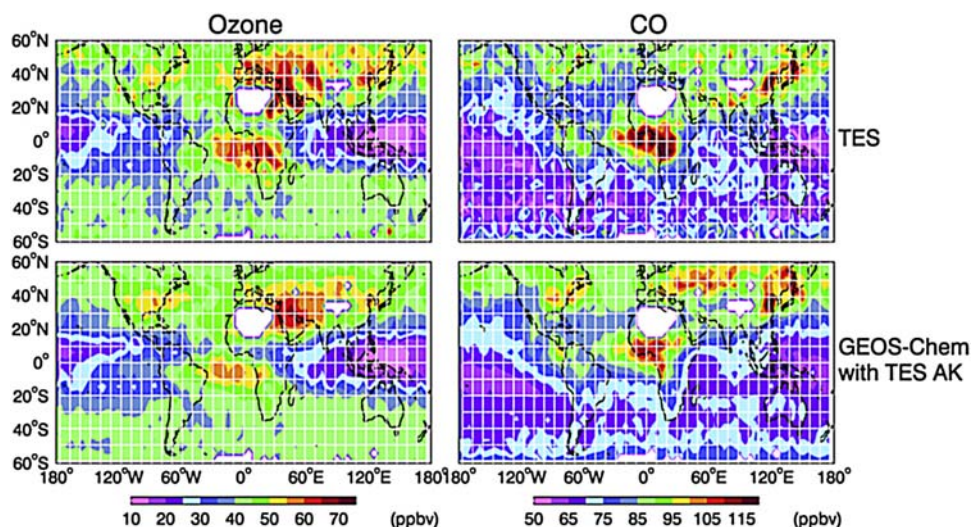 Ozone CO
60°N
40°N
20°N
0°
20°S
40°S
60°S
TES
60°N
40°N
20°N
0°
20°S
40°S
60°S
GEOS-Chem
with TES AK
180° 120°W 60°W 0° 60°E 120°E 180° 120°W 60°W 0° 60°E 120°E 180°
10 20 30 40 50 60 70 (ppbv) 50 65 75 85 95 105 115 (ppbv)